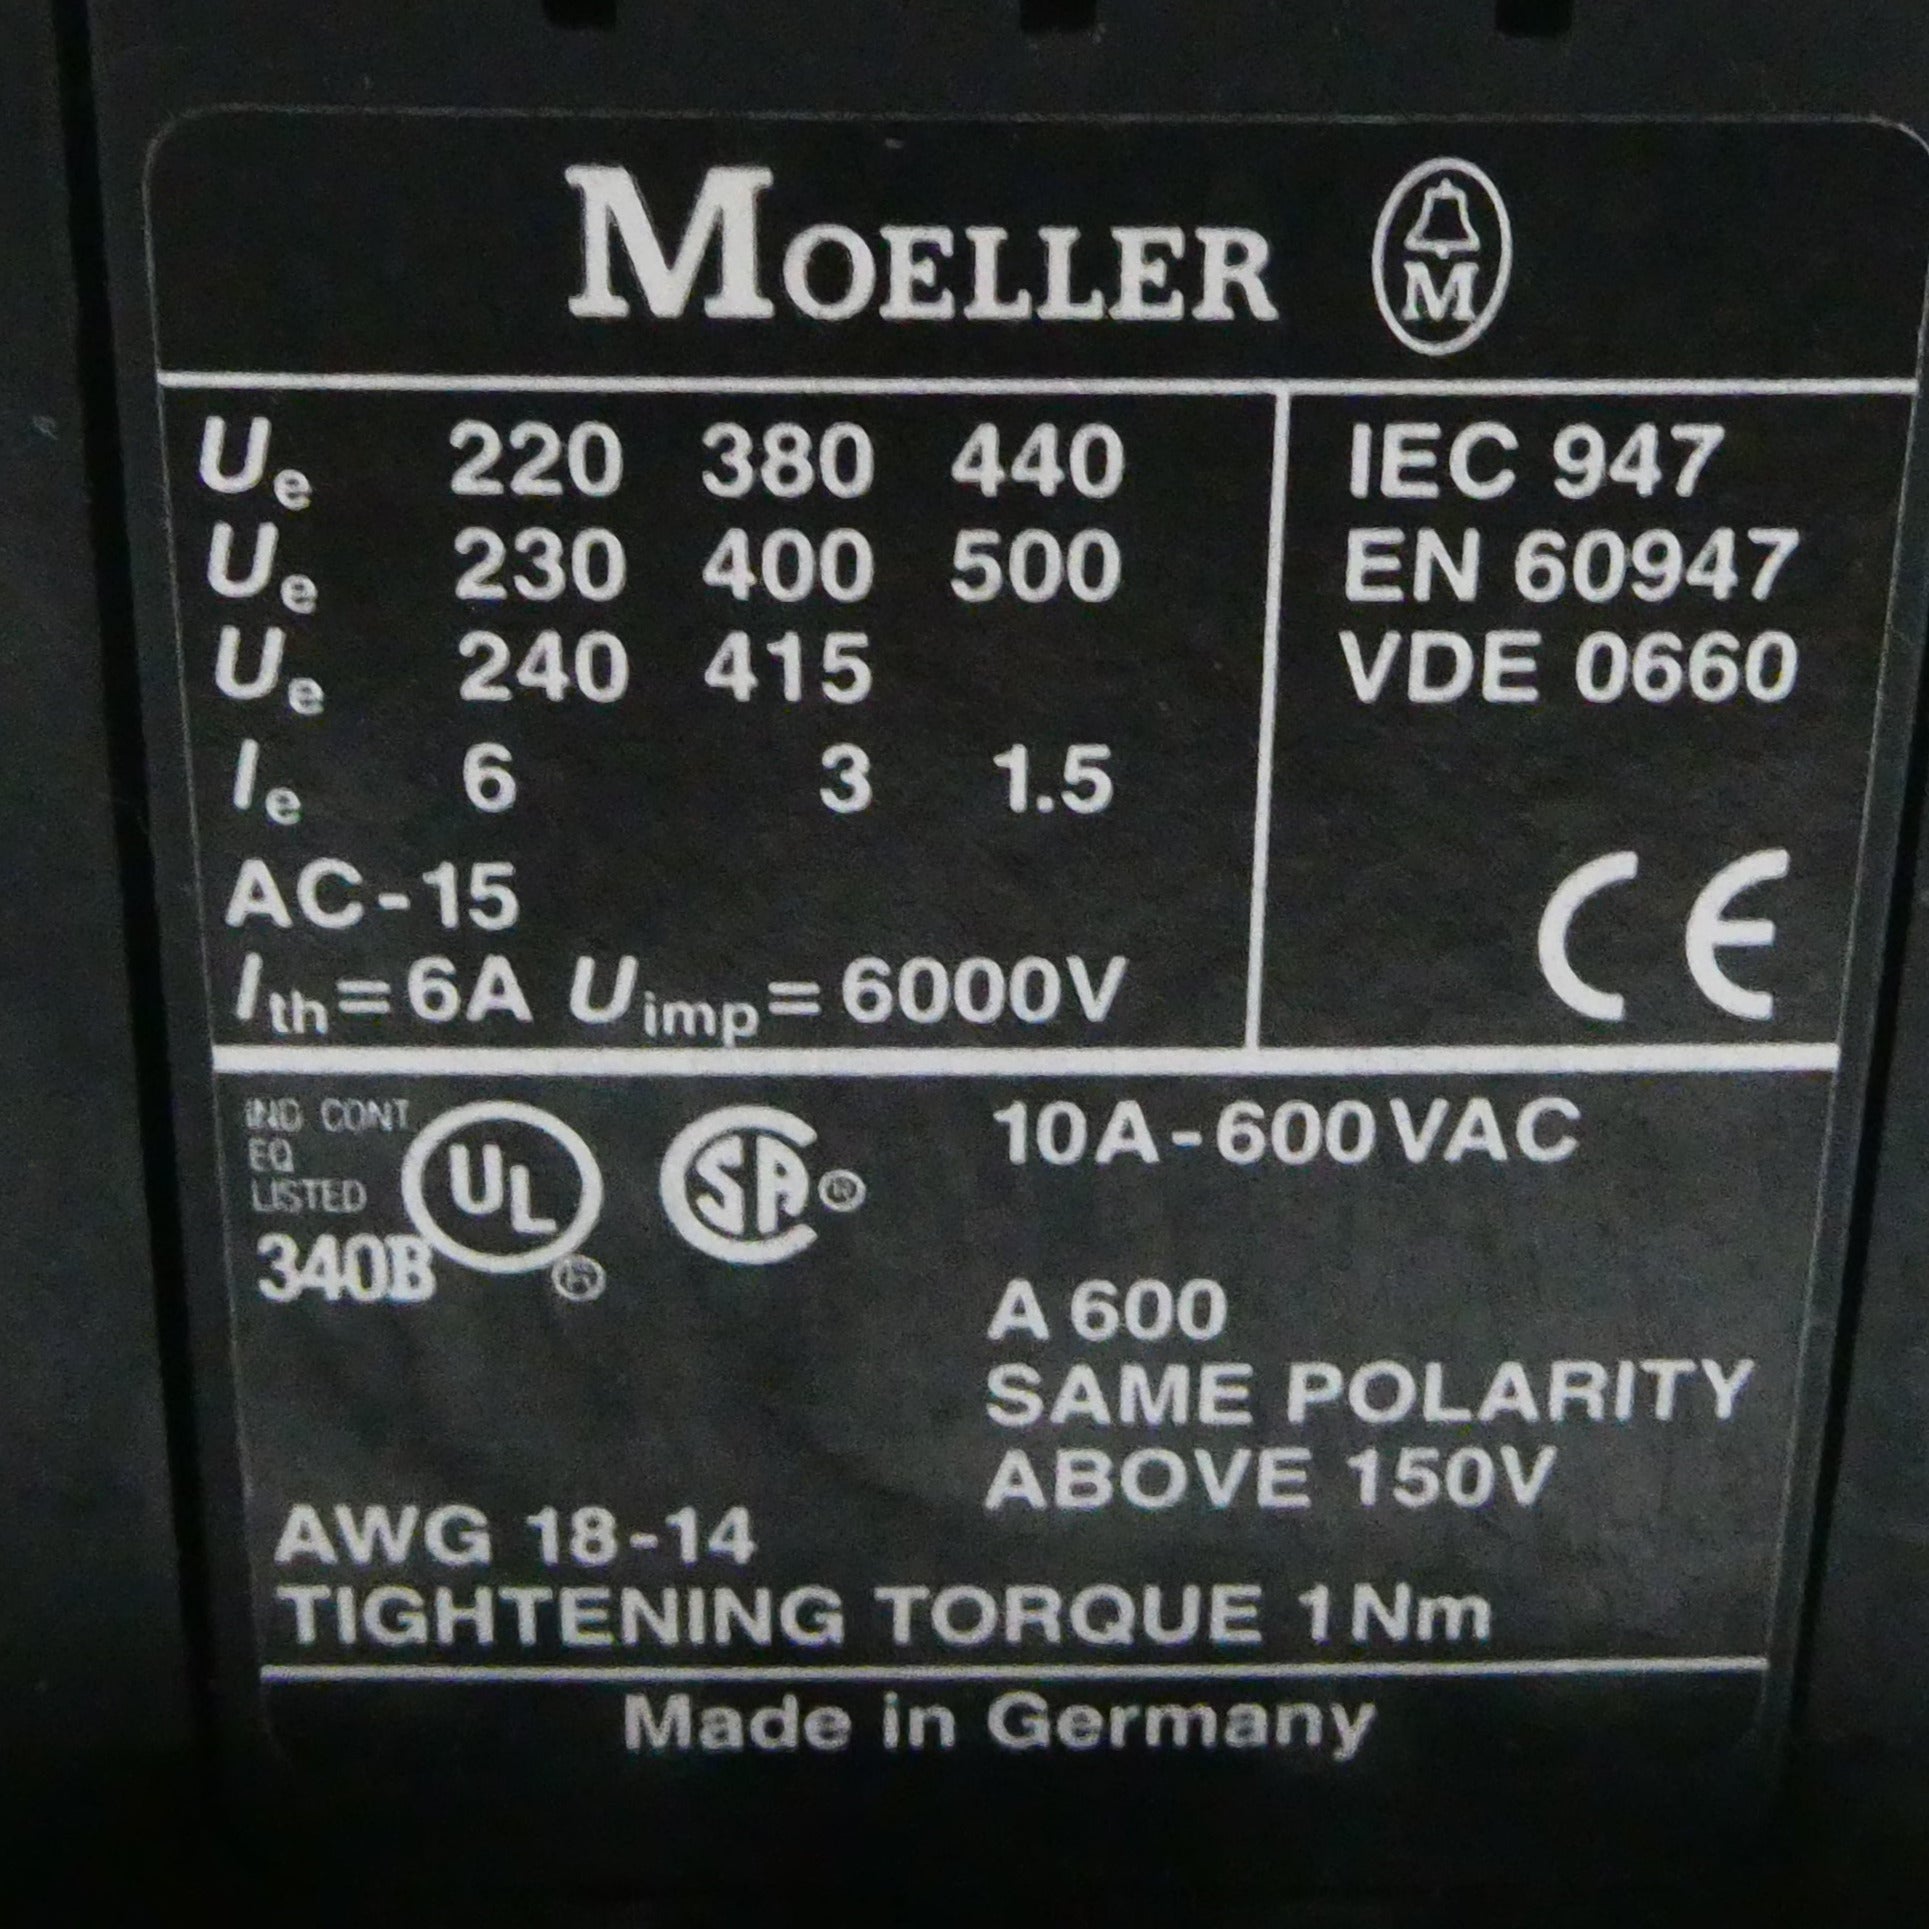 MOELLER M
Ue 220 380 440
Ue 230 400 500
Ue 240 415
Ie 6 3 1.5
AC-15
Ith=6A Uimp=6000V
IEC 947
EN 60947
VDE 0660
CE
IND CONT
EQ
LISTED
340B
UL ®
SA ®
10A-600VAC
A 600
SAME POLARITY
ABOVE 150V
AWG 18-14
TIGHTENING TORQUE 1Nm
Made in Germany